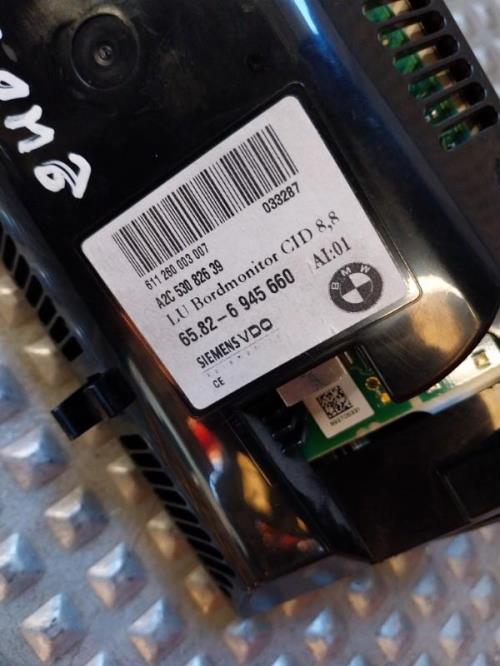 033287
611 260 003 007
A2C 530 826 39
LU Bordmonitor CID 8,8
65.82-6 945 660 AI:01
SIEMENS VDO
BMW
CE